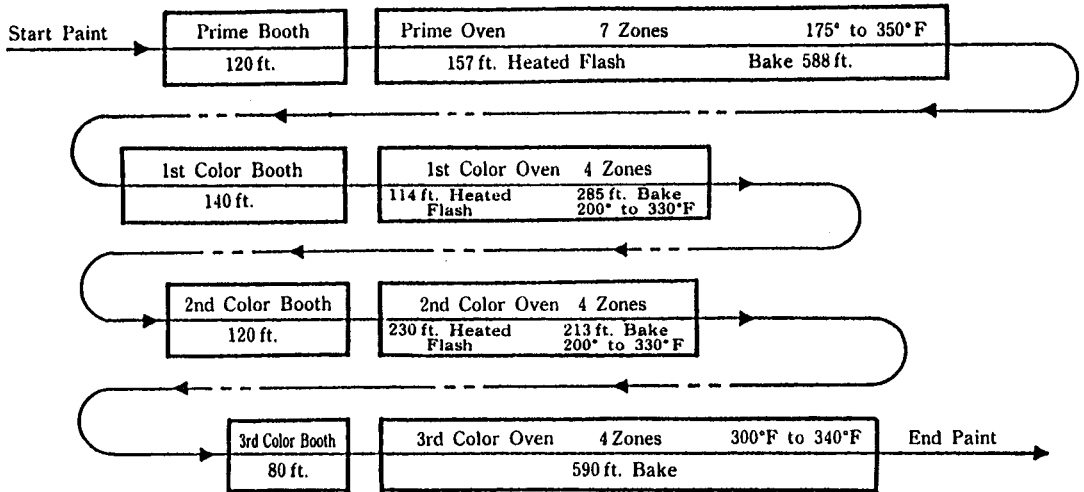 Start Paint
Prime Booth
120 ft.
Prime Oven 7 Zones 175° to 350°F
157 ft. Heated Flash Bake 588 ft.
1st Color Booth
140 ft.
1st Color Oven 4 Zones
114 ft. Heated
Flash
285 ft. Bake
200° to 330°F
2nd Color Booth
120 ft.
2nd Color Oven 4 Zones
230 ft. Heated
Flash
213 ft. Bake
200° to 330°F
3rd Color Booth
80 ft.
3rd Color Oven 4 Zones 300°F to 340°F
590 ft. Bake
End Paint